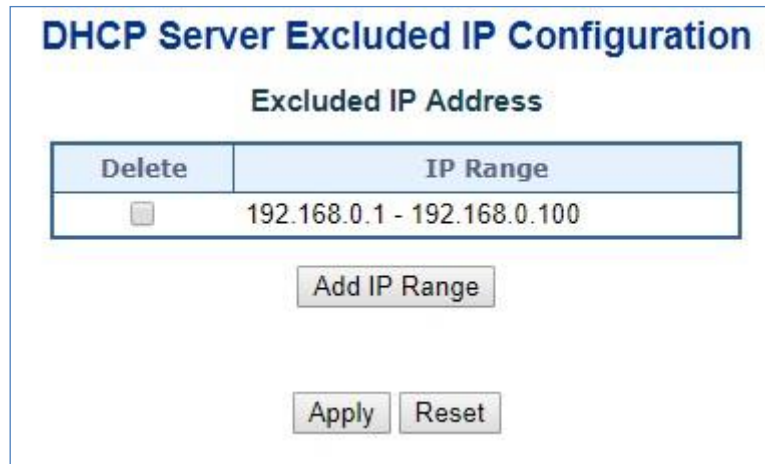 DHCP Server Excluded IP Configuration
Excluded IP Address
Delete IP Range
192.168.0.1 - 192.168.0.100
Add IP Range
Apply Reset